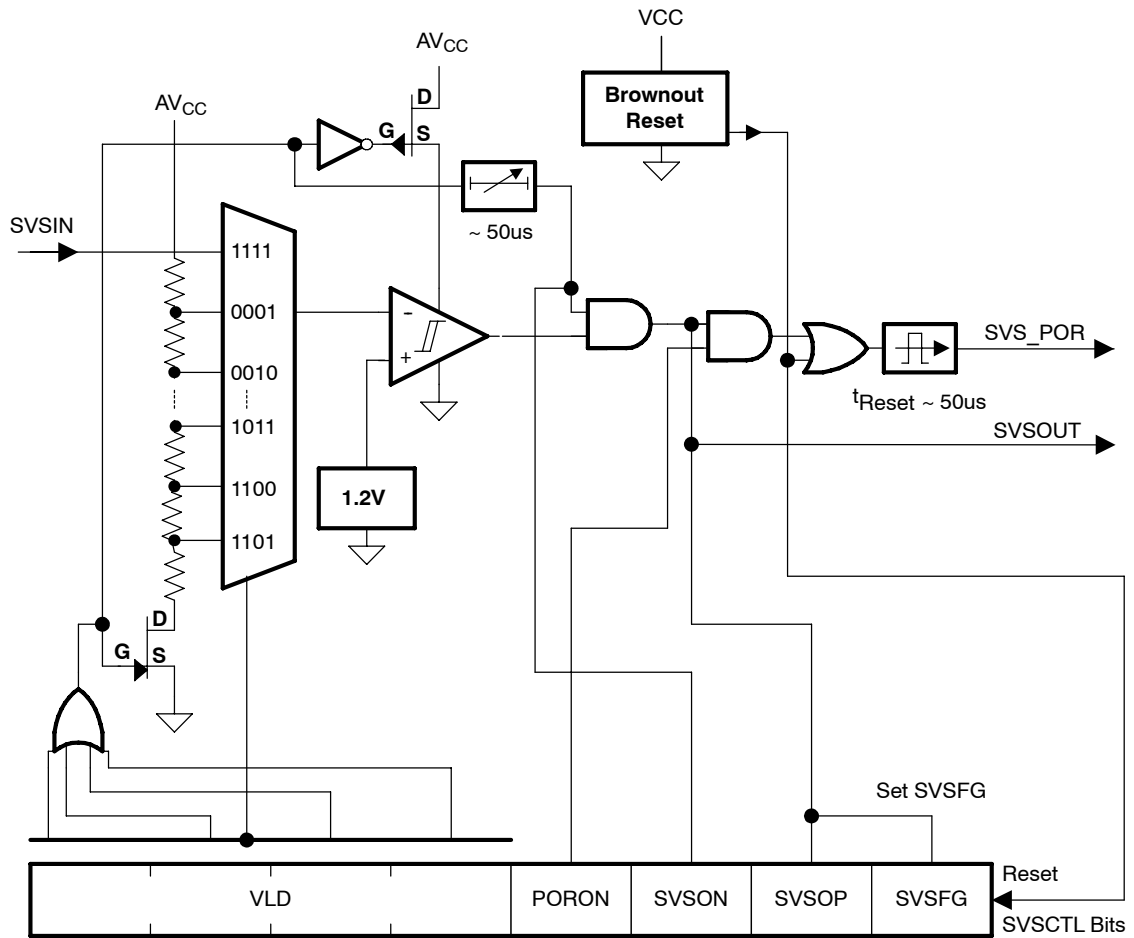 VCC
AVCC
Brownout
Reset
D
G
S
AVCC
~ 50us
SVSIN
1111
0001
0010
1011
1100
1101
-
+
1.2V
SVS_POR
tReset ~ 50us
SVSOUT
D
G
S
Set SVSFG
Reset
VLD
PORON
SVSON
SVSOP
SVSFG
SVSCTL Bits